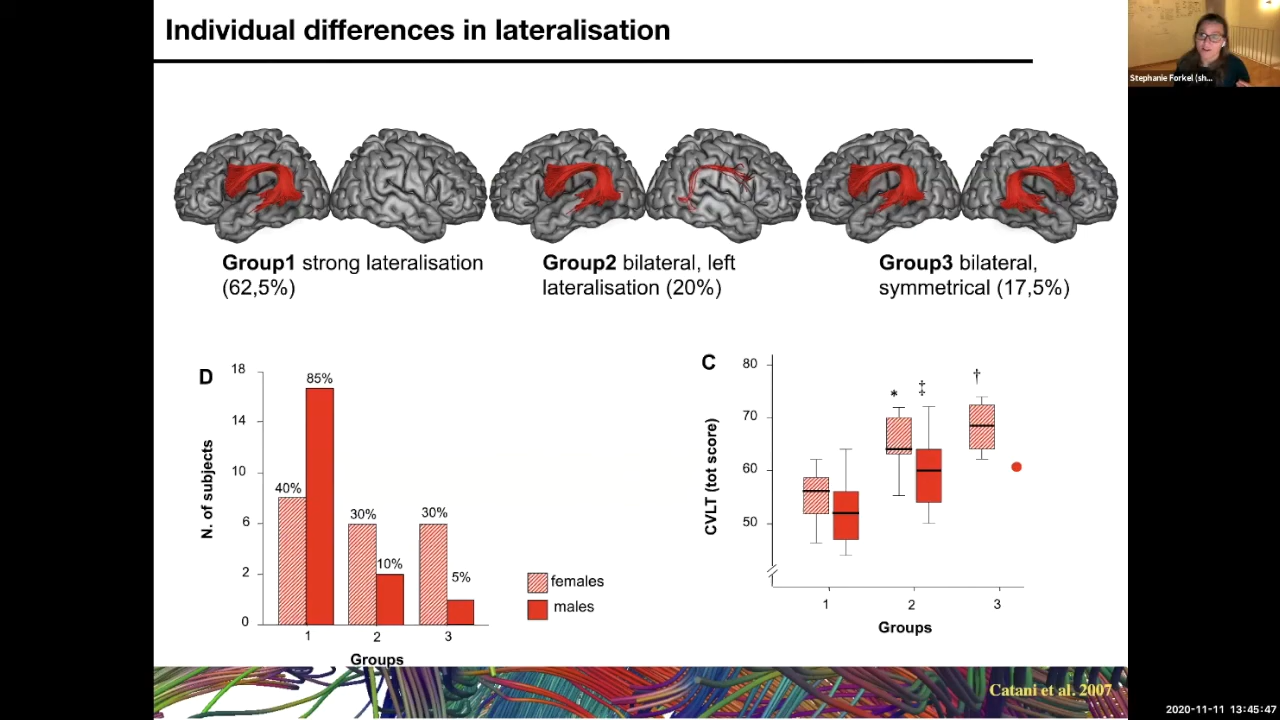 Individual differences in lateralisation
Stephanie Forkel (sh...
Group1 strong lateralisation
(62,5%)
Group2 bilateral, left
lateralisation (20%)
Group3 bilateral,
symmetrical (17,5%)
D
18
14
10
6
2
0
N. of subjects
40%
85%
30%
10%
30%
5%
1
2
3
Groups
females
males
C
80
70
60
50
CVLT (tot score)
*
‡
†
1
2
3
Groups
Catani et al. 2007
2020-11-11 13:45:47